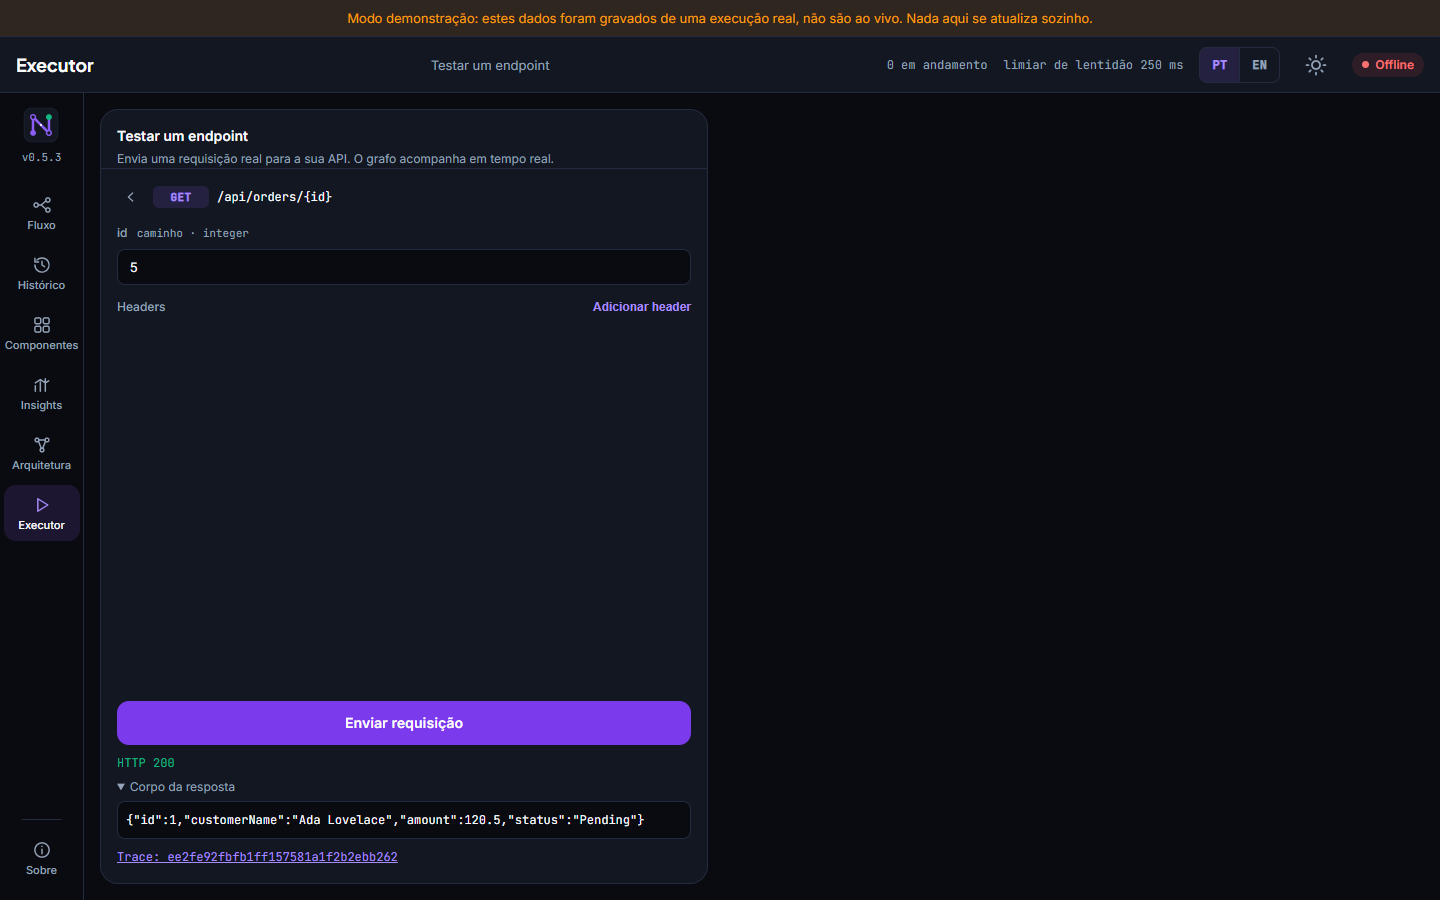 Modo demonstração: estes dados foram gravados de uma execução real, não são ao vivo. Nada aqui se atualiza sozinho.
Executor
Testar um endpoint
0 em andamento
limiar de lentidão 250 ms
PT
EN
Offline
v0.5.3
Fluxo
Histórico
Componentes
Insights
Arquitetura
Executor
Sobre
Testar um endpoint
Envia uma requisição real para a sua API. O grafo acompanha em tempo real.
GET /api/orders/{id}
id caminho · integer
5
Headers
Adicionar header
Enviar requisição
HTTP 200
Corpo da resposta
{"id":1,"customerName":"Ada Lovelace","amount":120.5,"status":"Pending"}
Trace: ee2fe92fbfb1ff157581a1f2b2ebb262